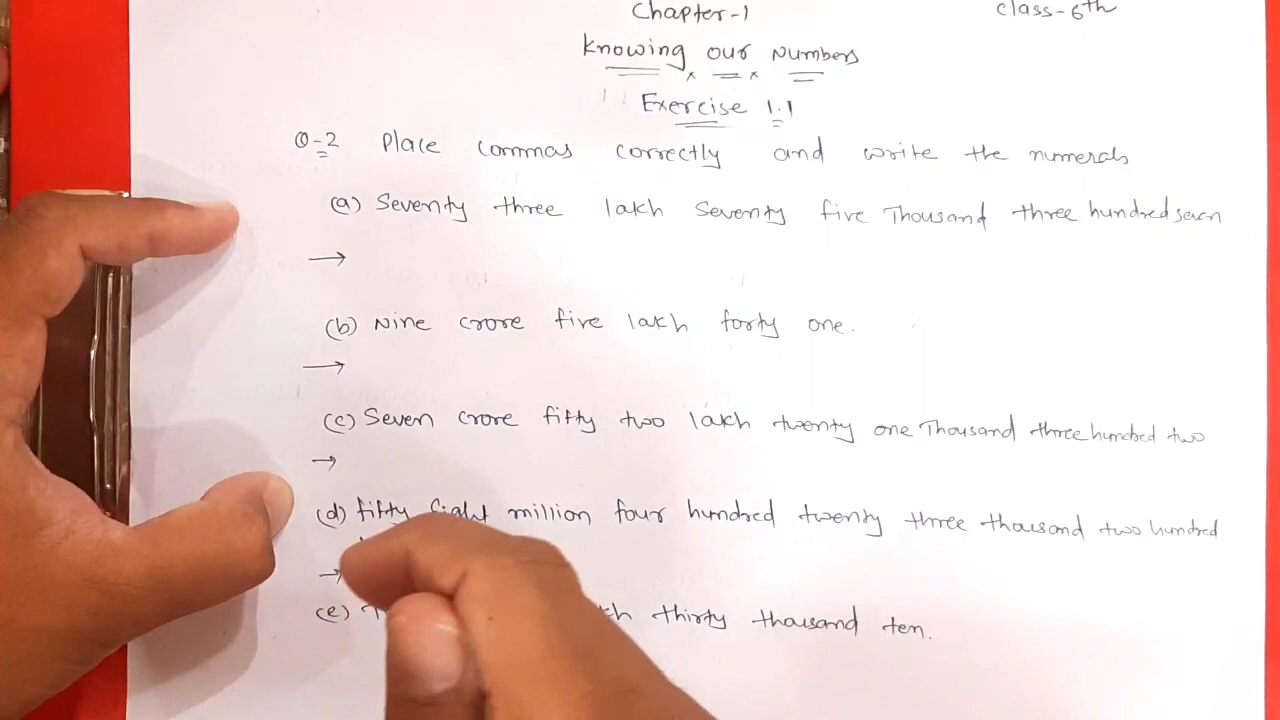 Chapter-1 Class-6th
Knowing our Numbers
Exercise 1.1
Q-2 Place commas correctly and write the numerals
(a) Seventy three lakh Seventy five Thousand three hundred seven
→
(b) Nine crore five lakh forty one.
→
(c) Seven crore fifty two lakh twenty one Thousand three hundred two
→
(d) fifty Eight million four hundred twenty three thousand two hundred
→
(e) thirty thousand ten.